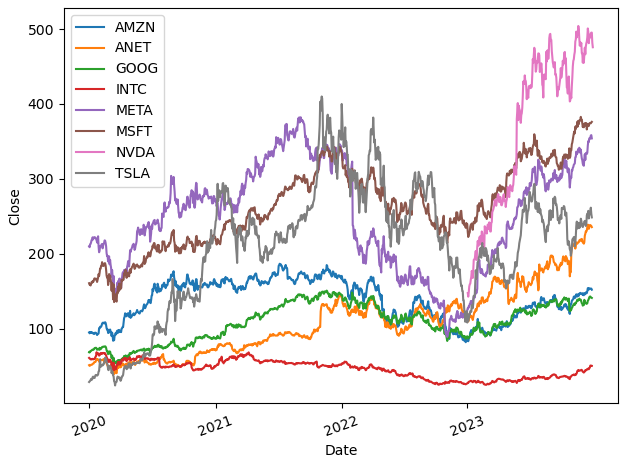 AMZN
ANET
GOOG
INTC
META
MSFT
NVDA
TSLA
500
400
300
200
100
Close
2020
2021
2022
2023
Date